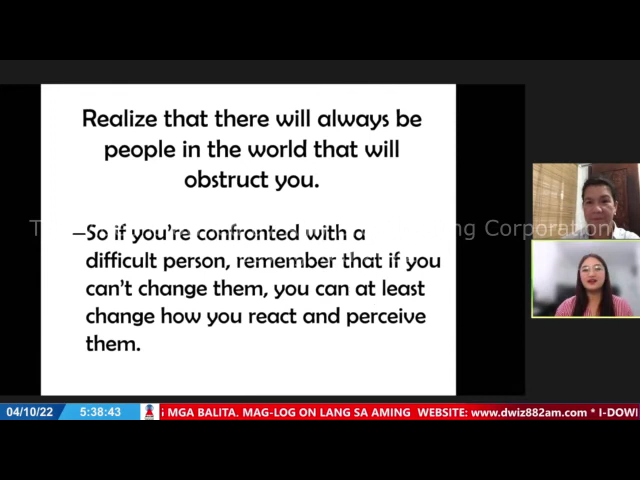 Realize that there will always be
people in the world that will
obstruct you.
–So if you're confronted with a
difficult person, remember that if you
can't change them, you can at least
change how you react and perceive
them.
Corporation
04/10/22 5:38:43 MGA BALITA. MAG-LOG ON LANG SA AMING WEBSITE: www.dwiz882am.com * I-DOWN